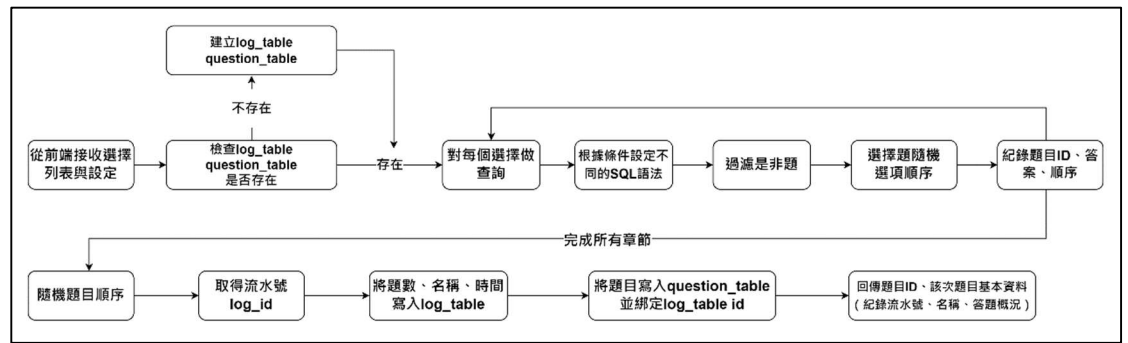 建立log_table
question_table
不存在
從前端接收選擇
列表與設定
檢查log_table
question_table
是否存在
存在
對每個選擇做
查詢
根據條件設定不
同的SQL語法
過濾是非題
選擇題隨機
選項順序
紀錄題目ID、答
案、順序
完成所有章節
隨機題目順序
取得流水號
log_id
將題數、名稱、時間
寫入log_table
將題目寫入question_table
並綁定log_table id
回傳題目ID、該次題目基本資料
(紀錄流水號、名稱、答題概況)